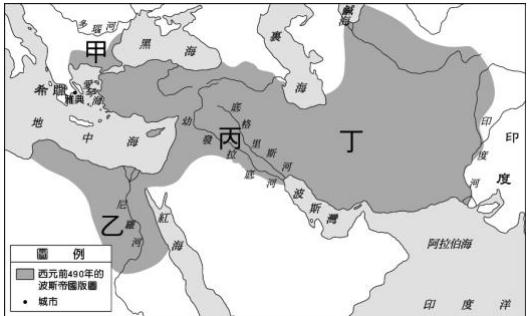 多瑙河
黑海
鹹海
裏海
甲
希臘
愛琴海
雅典
地中海
幼發拉底河
底格里斯河
丙
丁
印度河
印度
波斯灣
尼羅河
乙
紅海
阿拉伯海
印度洋
圖例
西元前490年的
波斯帝國版圖
城市